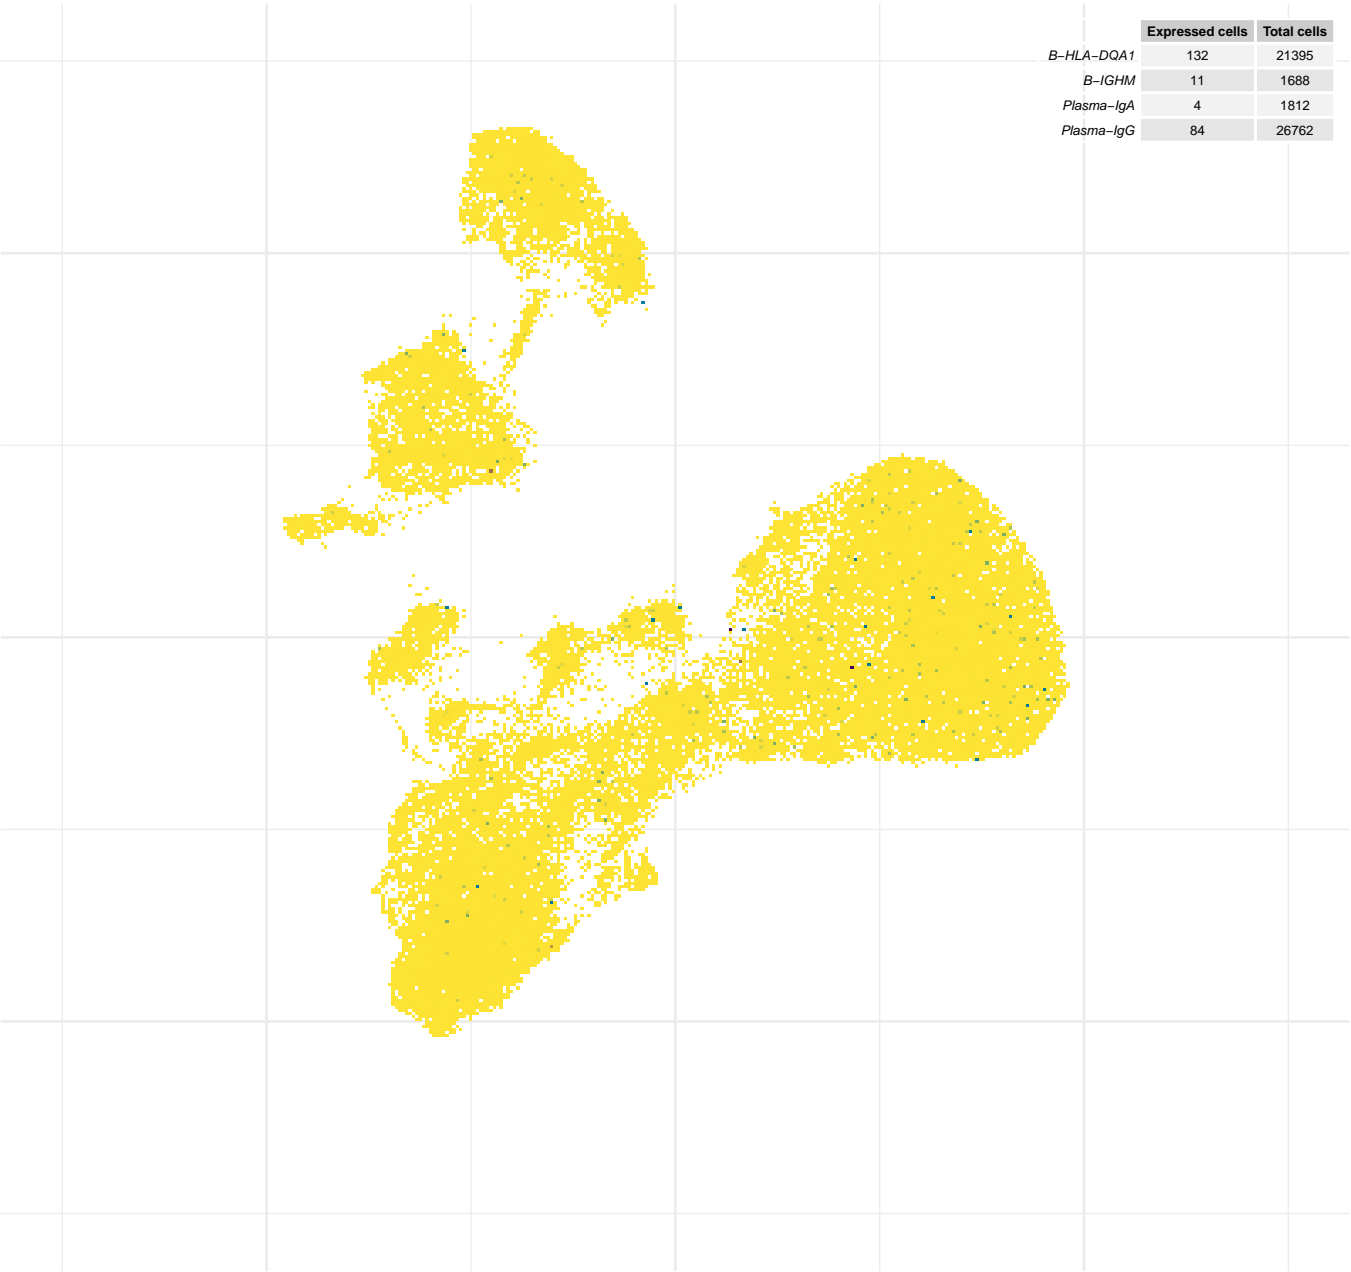 Expressed cells Total cells
B−HLA−DQA1 132 21395
B−IGHM 11 1688
Plasma−IgA 4 1812
Plasma−IgG 84 26762